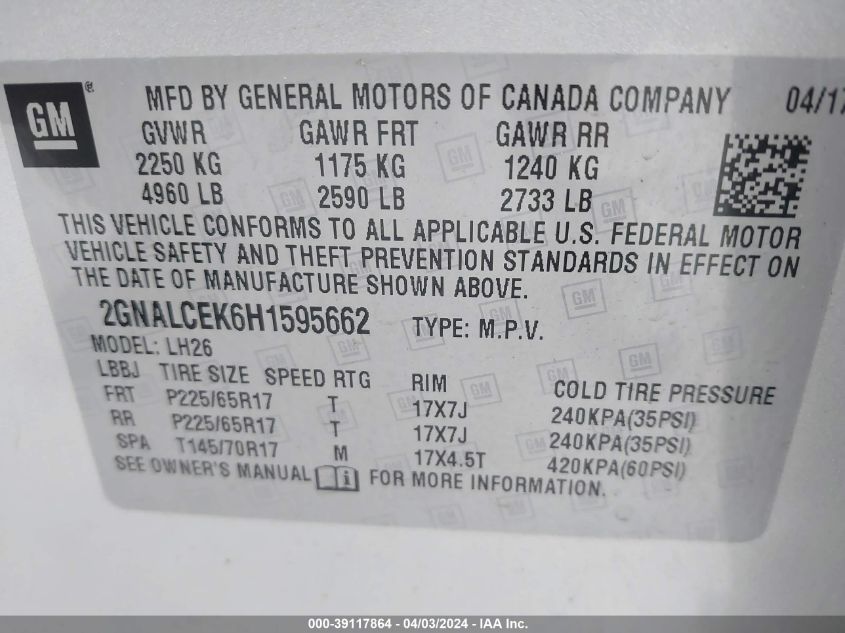 GM ®
MFD BY GENERAL MOTORS OF CANADA COMPANY 04/17
GVWR GAWR FRT GAWR RR
2250 KG 1175 KG 1240 KG
4960 LB 2590 LB 2733 LB
THIS VEHICLE CONFORMS TO ALL APPLICABLE U.S. FEDERAL MOTOR
VEHICLE SAFETY AND THEFT PREVENTION STANDARDS IN EFFECT ON
THE DATE OF MANUFACTURE SHOWN ABOVE.
2GNALCEK6H1595662 TYPE: M.P.V.
MODEL: LH26
LBBJ TIRE SIZE SPEED RTG RIM COLD TIRE PRESSURE
FRT P225/65R17 T 17X7J 240KPA(35PSI)
RR P225/65R17 T 17X7J 240KPA(35PSI)
SPA T145/70R17 M 17X4.5T 420KPA(60PSI)
SEE OWNER'S MANUAL i FOR MORE INFORMATION.
000-39117864 - 04/03/2024 - IAA Inc.